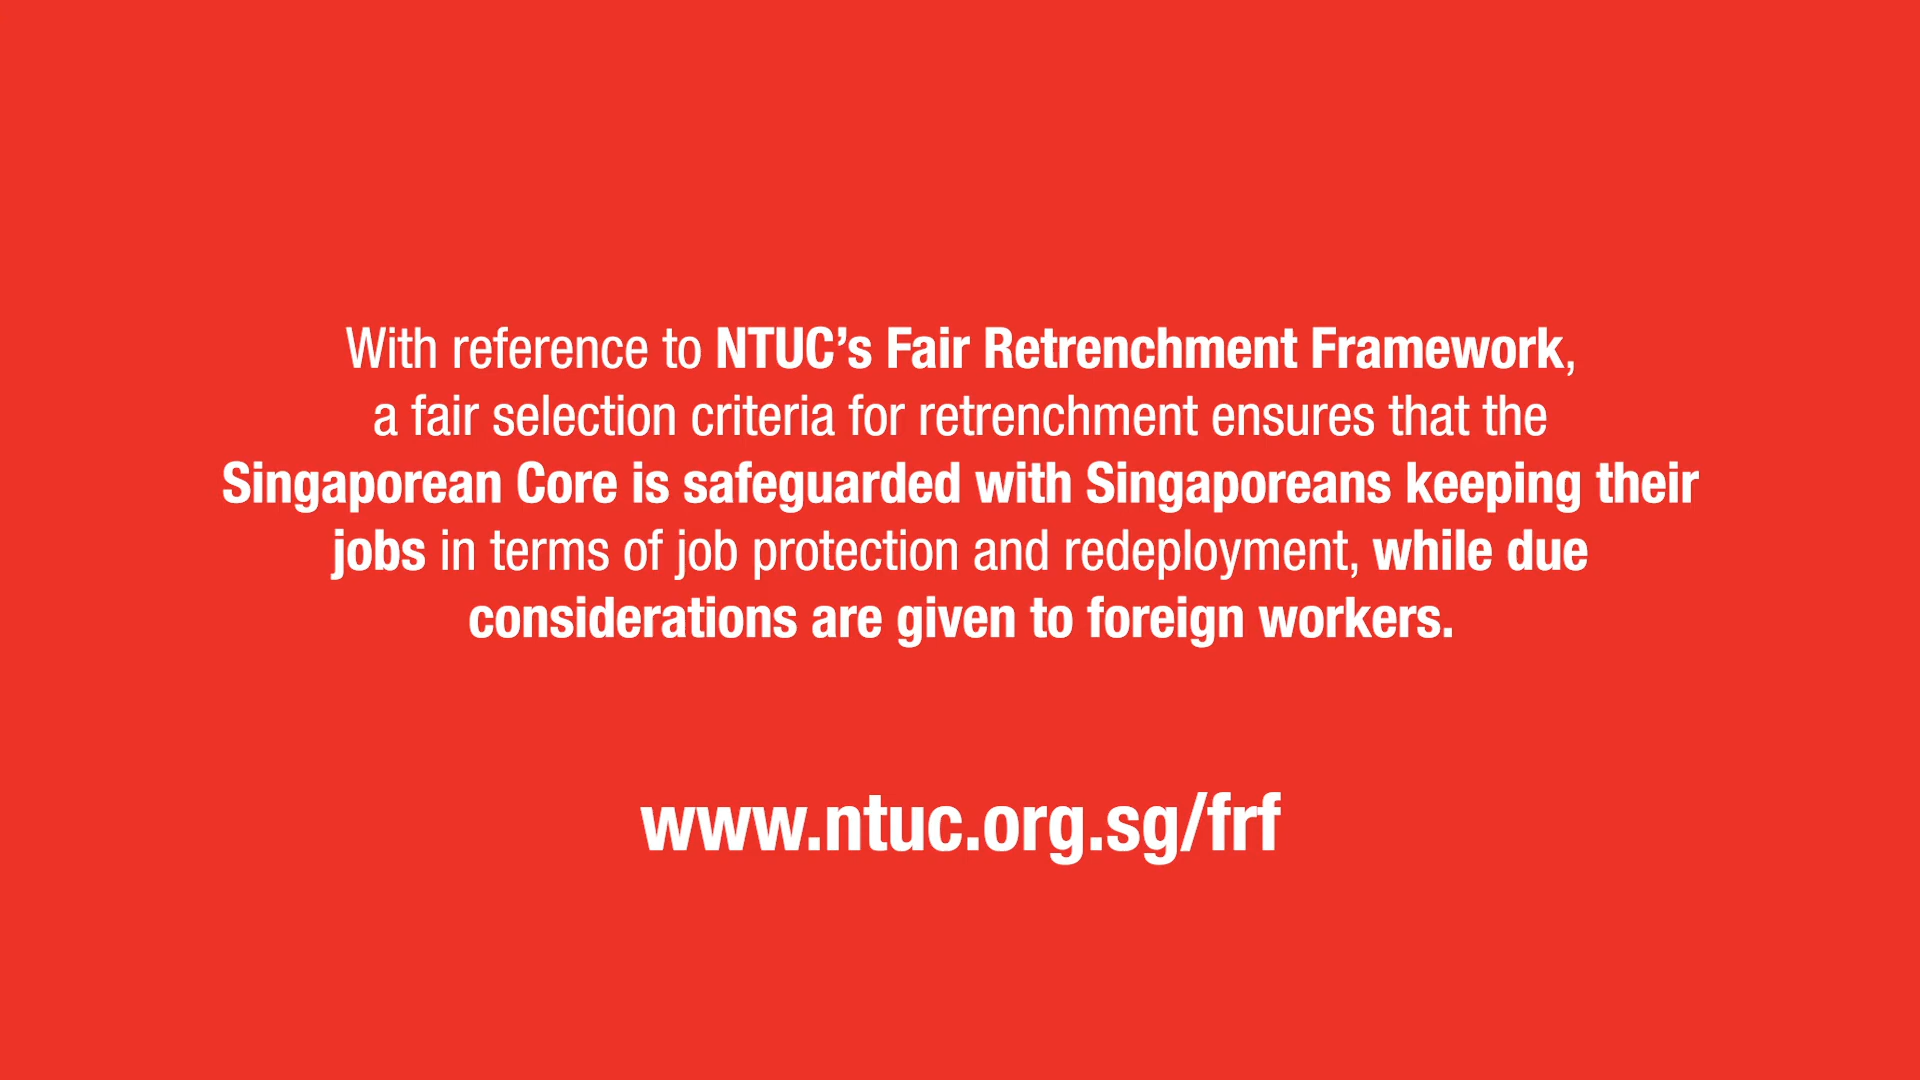 With reference to NTUC’s Fair Retrenchment Framework,
a fair selection criteria for retrenchment ensures that the
Singaporean Core is safeguarded with Singaporeans keeping their
jobs in terms of job protection and redeployment, while due
considerations are given to foreign workers.
www.ntuc.org.sg/frf